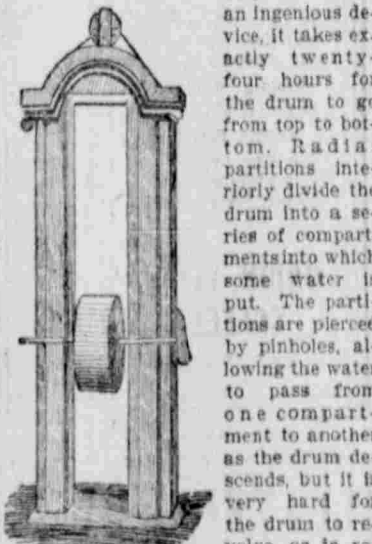 an ingenious de-
vice, it takes ex-
actly twenty-
four hours for
the drum to go
from top to bot-
tom. Radial
partitions inte-
riorly divide the
drum into a se-
ries of compart-
ments into which
some water is
put. The parti-
tions are pierced
by pinholes, al-
lowing the water
to pass from
one compart-
ment to another
as the drum de-
scends, but it is
very hard for
the drum to re-